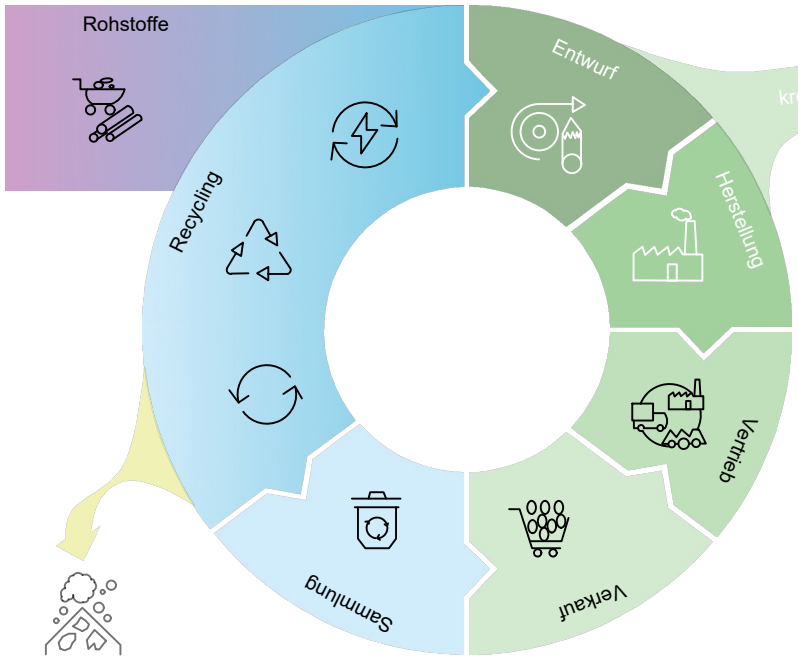 Rohstoffe
Entwurf
Herstellung
Vertrieb
Verkauf
Sammlung
Recycling